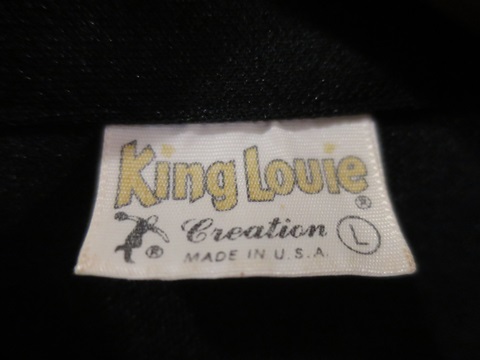 King Louie ®
® Creation L
MADE IN U.S.A.